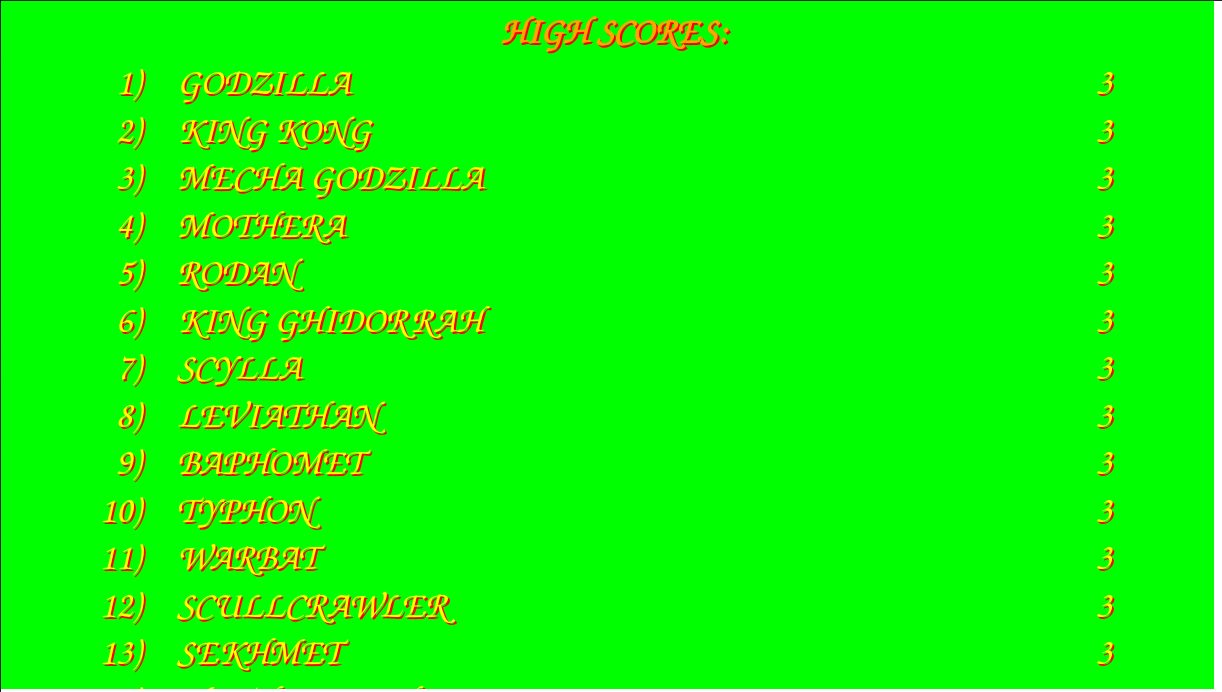 HIGH SCORES:
1) GODZILLA 3
2) KING KONG 3
3) MECHA GODZILLA 3
4) MOTHERA 3
5) RODAN 3
6) KING GHIDORRAH 3
7) SCYLLA 3
8) LEVIATHAN 3
9) BAPHOMET 3
10) TYPHON 3
11) WARBAT 3
12) SCULLCRAWLER 3
13) SEKHMET 3